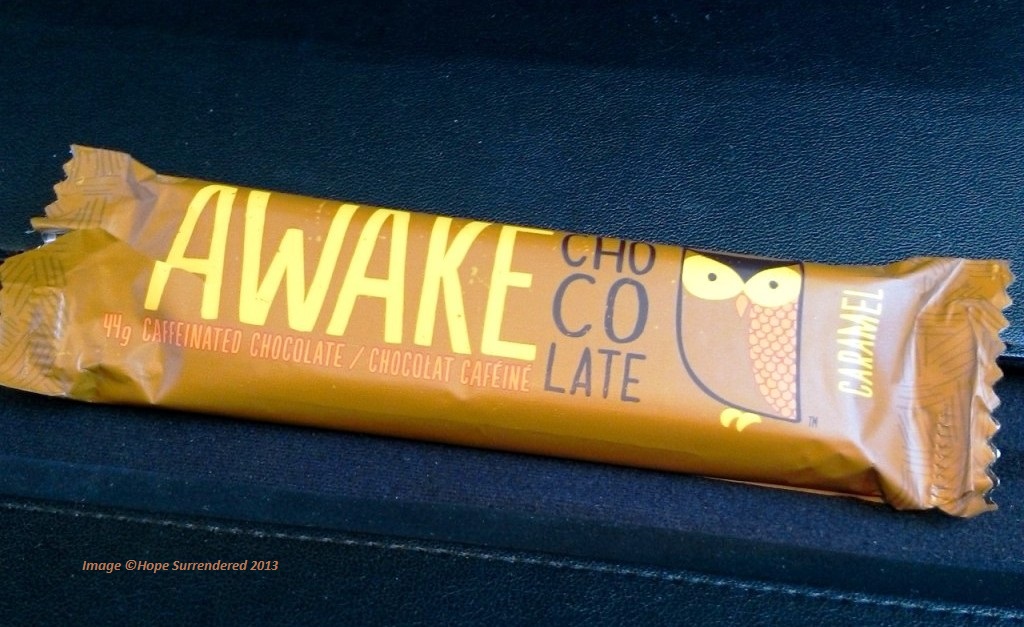 AWAKE
CHO
CO
LATE
44g CAFFEINATED CHOCOLATE / CHOCOLAT CAFÉINÉ
CARAMEL
TM
Image ©Hope Surrendered 2013